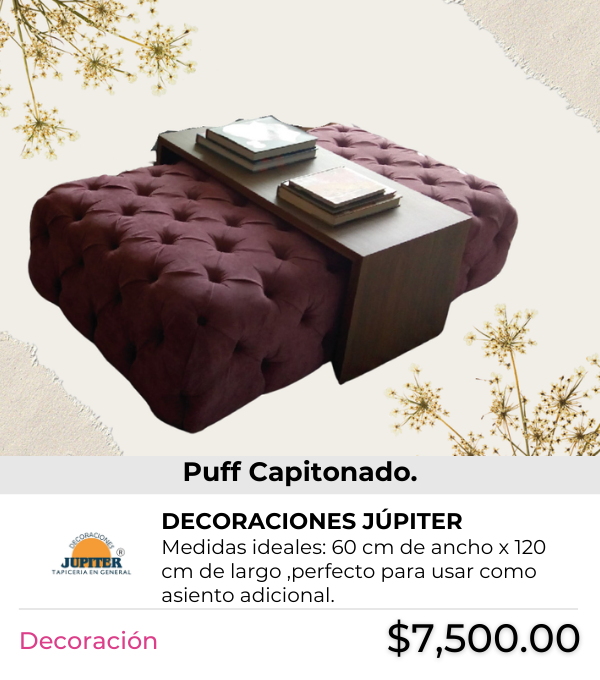 Puff Capitonado.
DECORACIONES JÚPITER
Medidas ideales: 60 cm de ancho x 120
cm de largo ,perfecto para usar como
asiento adicional.
DECORACIONES
JUPITER ®
TAPICERIA EN GENERAL
Decoración
$7,500.00